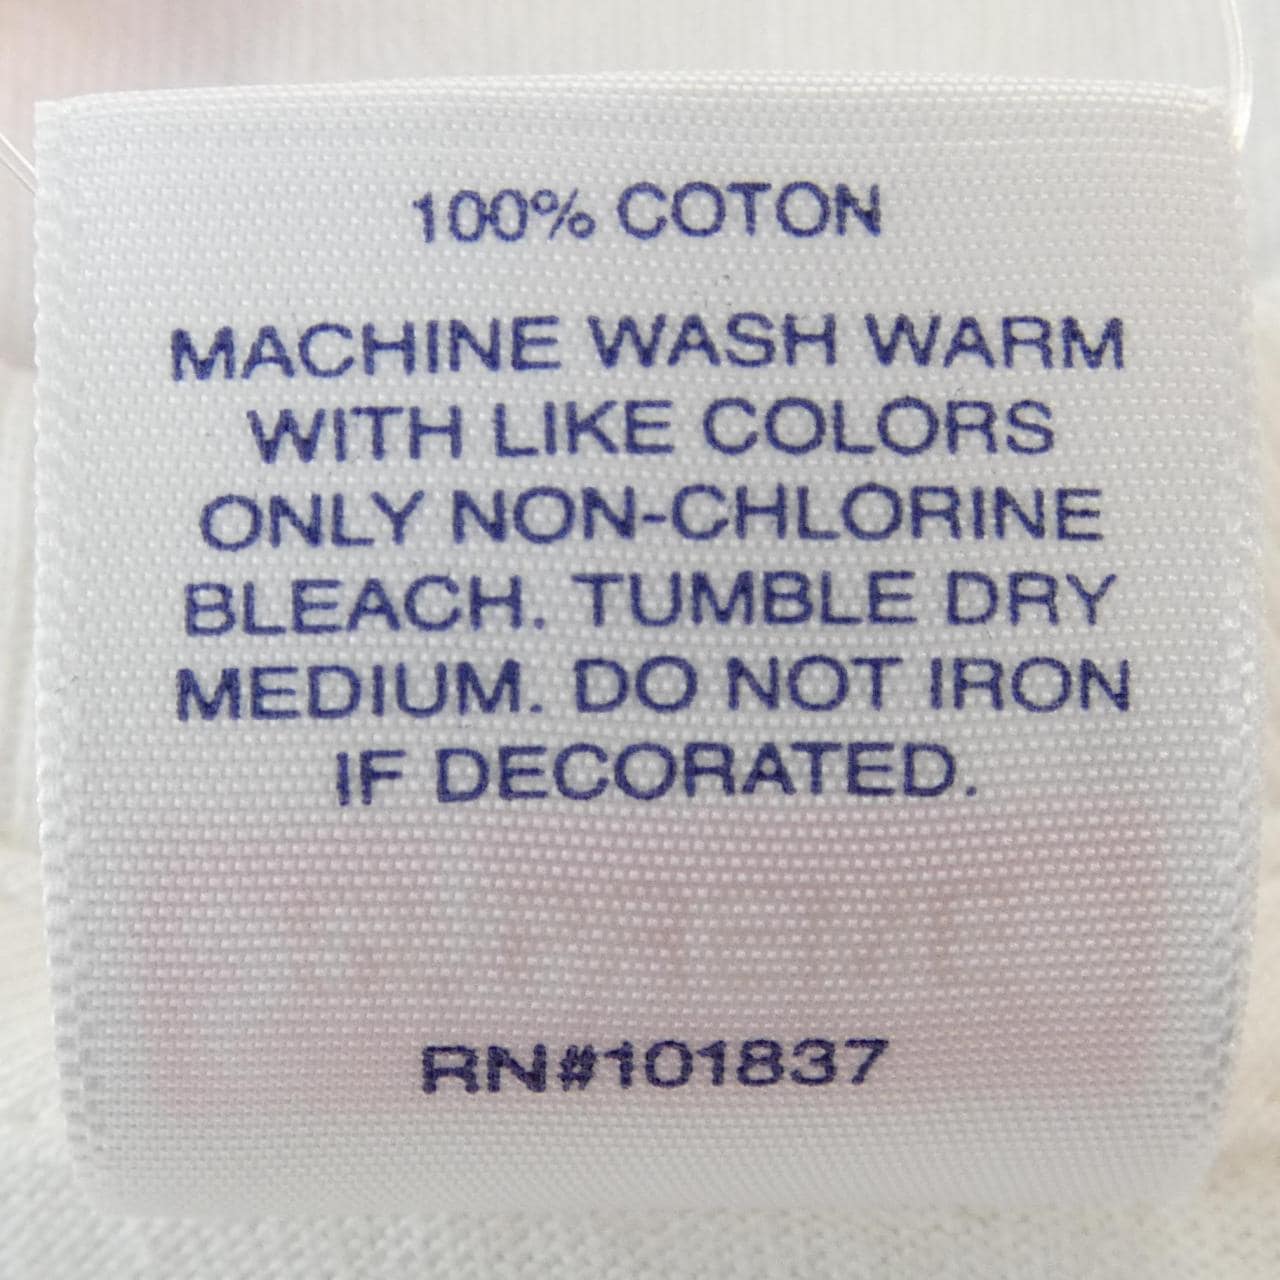 100% COTON
MACHINE WASH WARM
WITH LIKE COLORS
ONLY NON-CHLORINE
BLEACH. TUMBLE DRY
MEDIUM. DO NOT IRON
IF DECORATED.
RN#101837